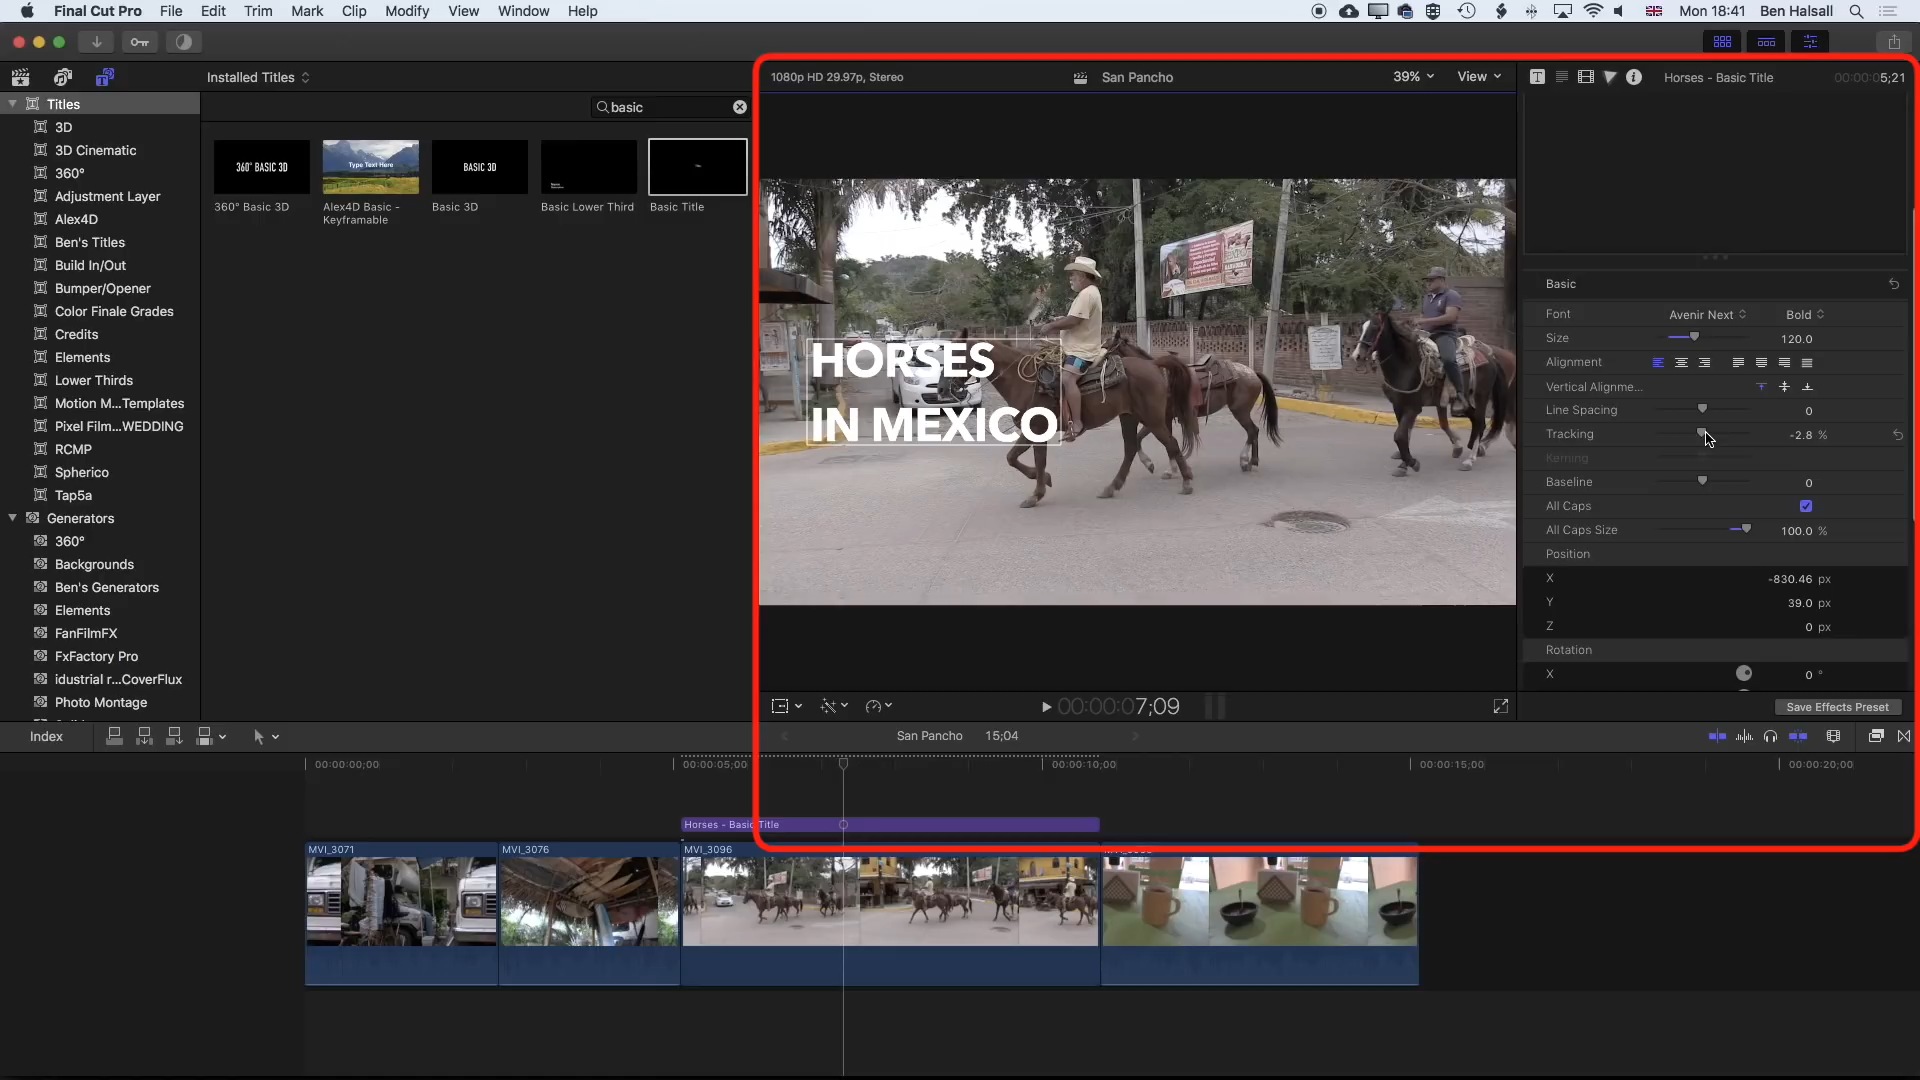 Final Cut Pro File Edit Trim Mark Clip Modify View Window Help Mon 18:41 Ben Halsall
Installed Titles
basic
Titles
3D
3D Cinematic
360°
Adjustment Layer
Alex4D
Ben's Titles
Build In/Out
Bumper/Opener
Color Finale Grades
Credits
Elements
Lower Thirds
Motion M...Templates
Pixel Film...WEDDING
RCMP
Spherico
Tap5a
Generators
360°
Backgrounds
Ben's Generators
Elements
FanFilmFX
FxFactory Pro
idustrial r...CoverFlux
Photo Montage
360° BASIC 3D
Type Text Here
BASIC 3D
360° Basic 3D
Alex4D Basic -
Keyframable
Basic 3D
Basic Lower Third
Basic Title
1080p HD 29.97p, Stereo San Pancho 39% View
HORSES
IN MEXICO
00:00:07;09
T Horses - Basic Title 00:00:05;21
Basic
Font Avenir Next Bold
Size 120.0
Alignment
Vertical Alignme...
Line Spacing 0
Tracking -2.8 %
Kerning
Baseline 0
All Caps
All Caps Size 100.0 %
Position
X -830.46 px
Y 39.0 px
Z 0 px
Rotation
X 0 °
Save Effects Preset
Index San Pancho 15;04
00:00:00;00 00:00:05;00 00:00:10;00 00:00:15;00 00:00:20;00
Horses - Basic Title
MVI_3071 MVI_3076 MVI_3096